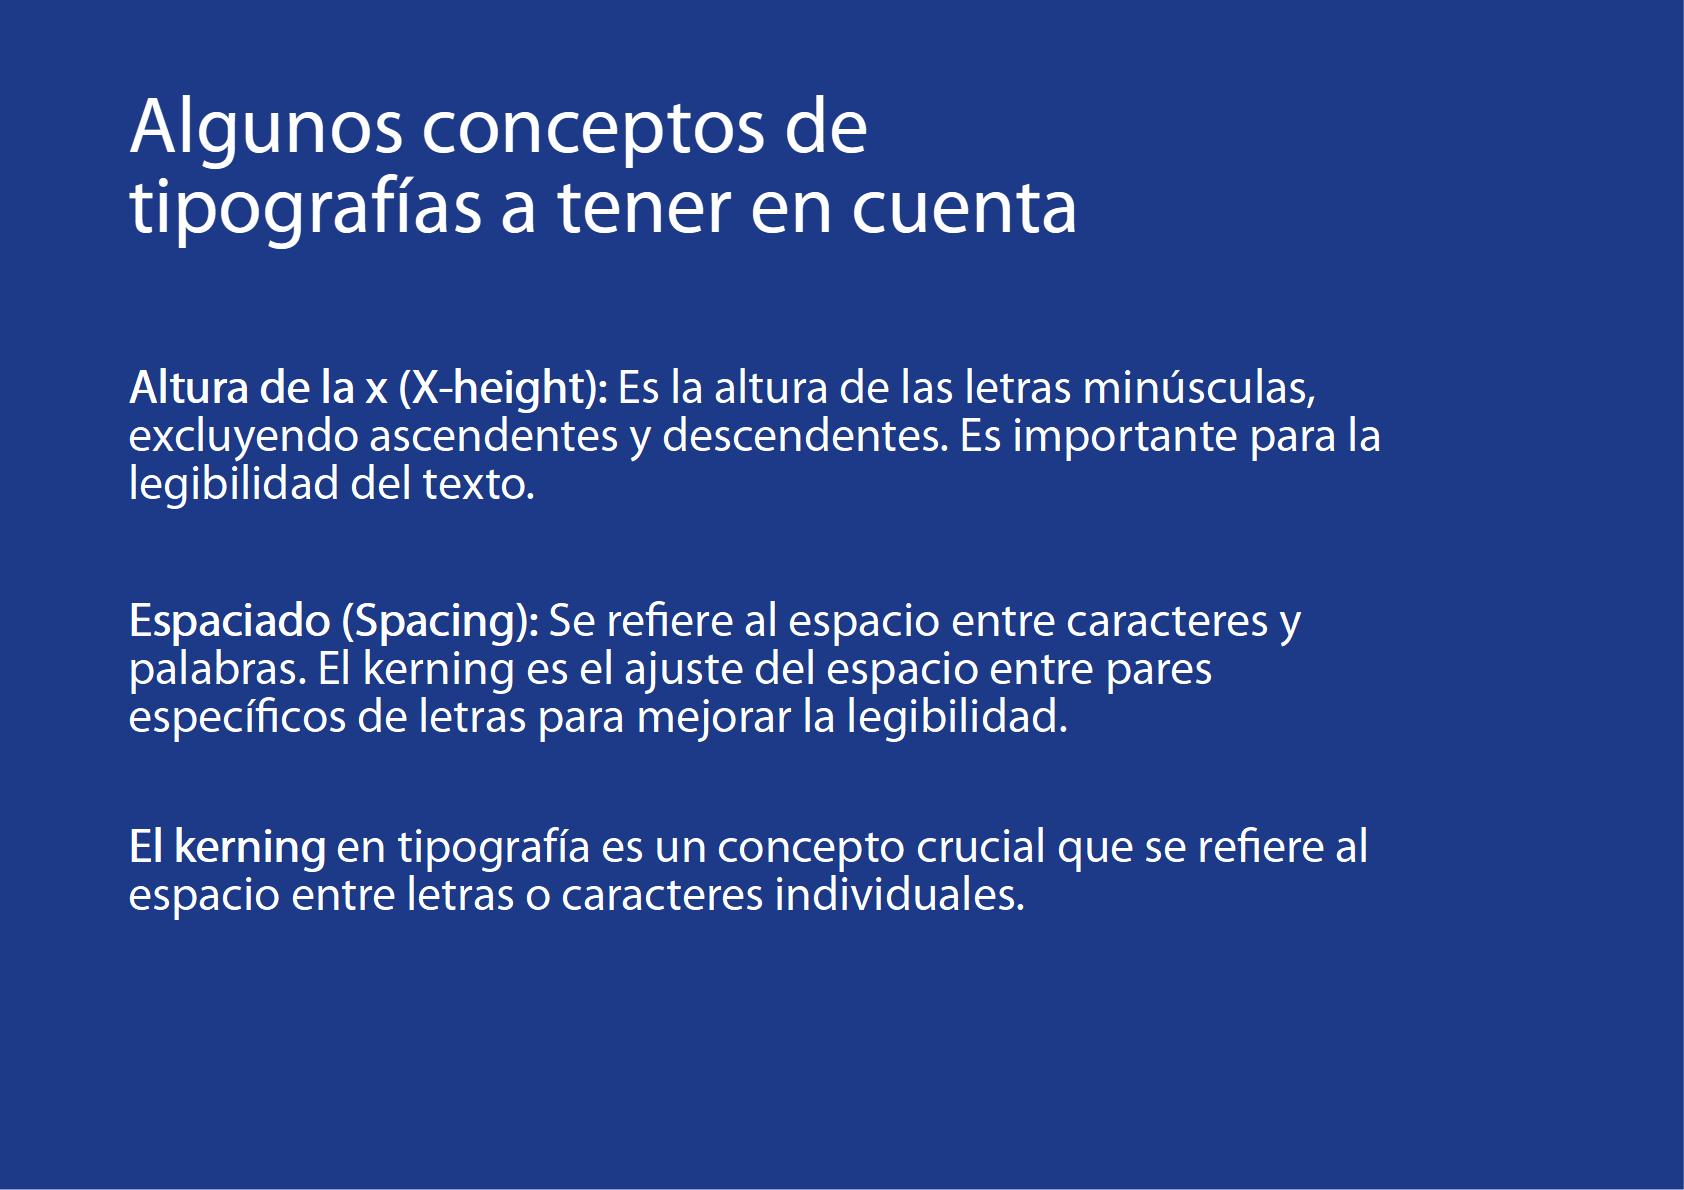 Algunos conceptos de
tipografías a tener en cuenta
Altura de la x (X-height): Es la altura de las letras minúsculas,
excluyendo ascendentes y descendentes. Es importante para la
legibilidad del texto.
Espaciado (Spacing): Se refiere al espacio entre caracteres y
palabras. El kerning es el ajuste del espacio entre pares
específicos de letras para mejorar la legibilidad.
El kerning en tipografía es un concepto crucial que se refiere al
espacio entre letras o caracteres individuales.